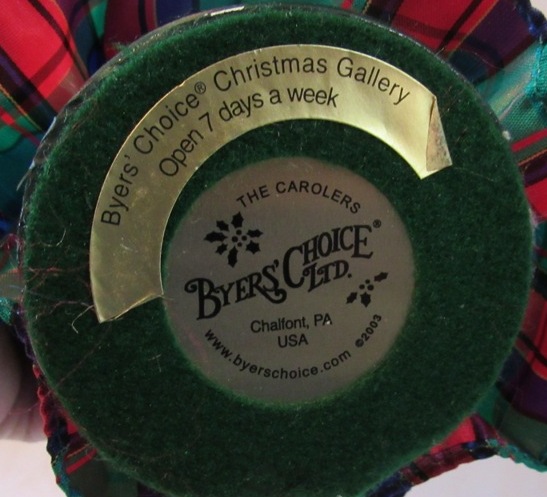 Byers' Choice® Christmas Gallery
Open 7 days a week
THE CAROLERS
BYERS' CHOICE®
LTD.
Chalfont, PA
USA
www.byerschoice.com ©2003